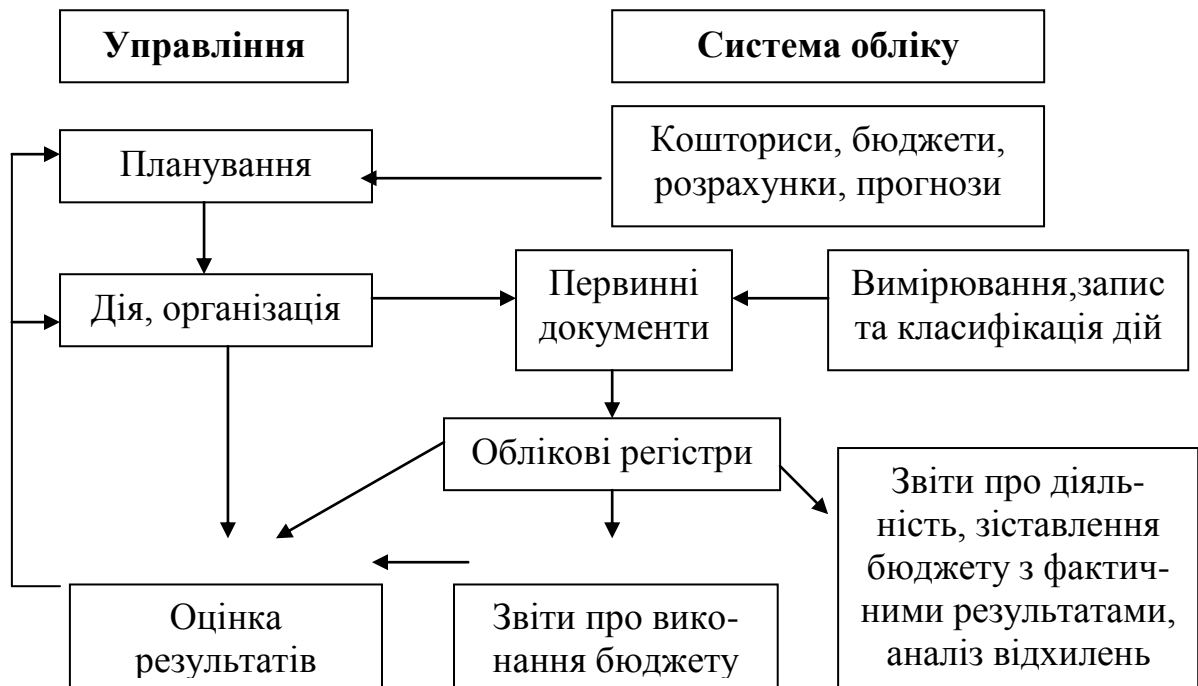 Управління
Система обліку
Кошториси, бюджети,
розрахунки, прогнози
Планування
Дія, організація
Первинні
документи
Вимірювання,запис
та класифікація дій
Облікові регістри
Звіти про діяль-
ність, зіставлення
бюджету з фактич-
ними результатами,
аналіз відхилень
Оцінка
результатів
Звіти про вико-
нання бюджету